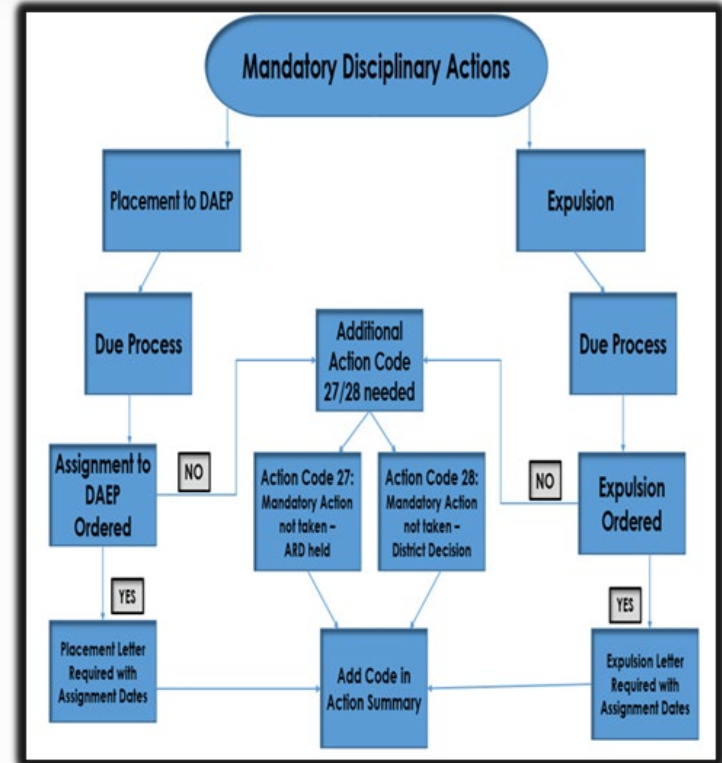 Mandatory Disciplinary Actions
Placement to DAEP
Expulsion
Due Process
Additional
Action Code
27/28 needed
Due Process
Assignment to
DAEP
Ordered
NO
Action Code 27:
Mandatory Action
not taken –
ARD held
Action Code 28:
Mandatory Action
not taken –
District Decision
NO
Expulsion
Ordered
YES
YES
Placement Letter
Required with
Assignment Dates
Add Code in
Action Summary
Expulsion Letter
Required with
Assignment Dates